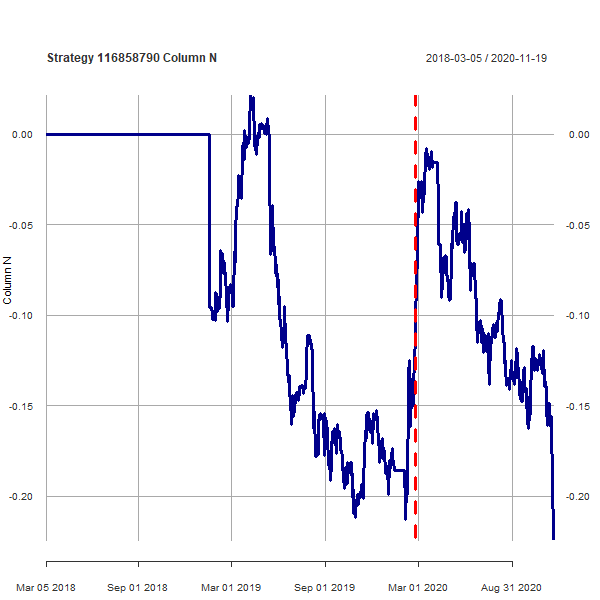 Strategy 116858790 Column N 2018-03-05 / 2020-11-19
0.00 0.00
-0.05 -0.05
Column N
-0.10 -0.10
-0.15 -0.15
-0.20 -0.20
Mar 05 2018 Sep 01 2018 Mar 01 2019 Sep 01 2019 Mar 01 2020 Aug 31 2020